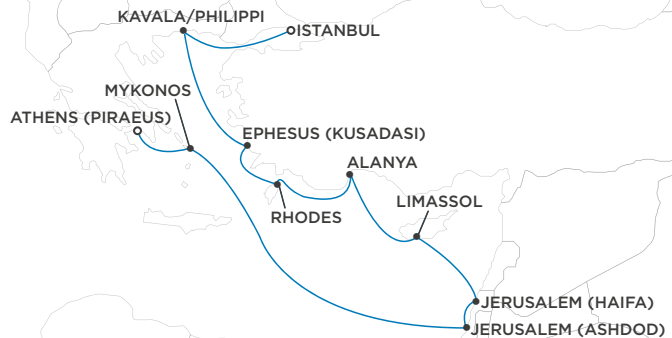 KAVALA/PHILIPPI
ISTANBUL
MYKONOS
ATHENS (PIRAEUS)
EPHESUS (KUSADASI)
ALANYA
LIMASSOL
RHODES
JERUSALEM (HAIFA)
JERUSALEM (ASHDOD)